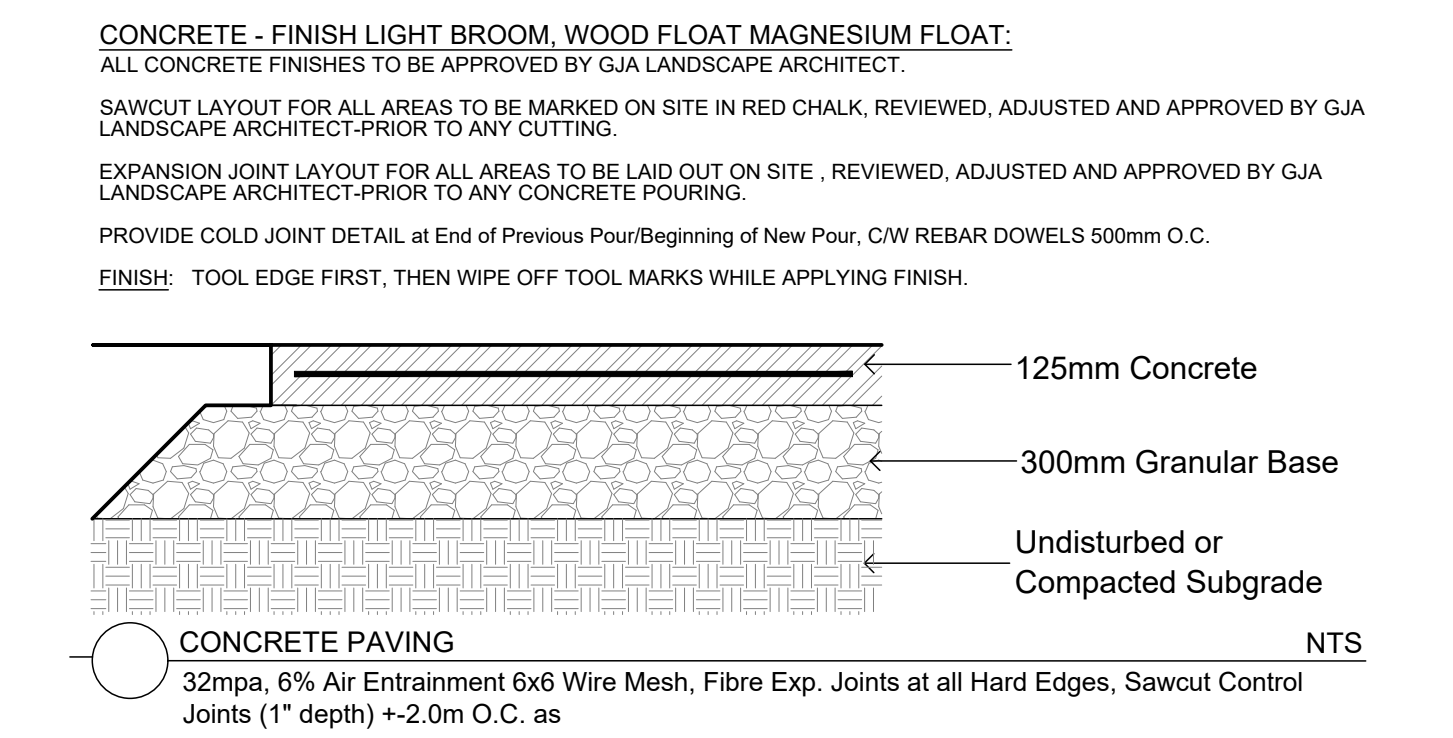 CONCRETE - FINISH LIGHT BROOM, WOOD FLOAT MAGNESIUM FLOAT:
ALL CONCRETE FINISHES TO BE APPROVED BY GJA LANDSCAPE ARCHITECT.
SAWCUT LAYOUT FOR ALL AREAS TO BE MARKED ON SITE IN RED CHALK, REVIEWED, ADJUSTED AND APPROVED BY GJA
LANDSCAPE ARCHITECT-PRIOR TO ANY CUTTING.
EXPANSION JOINT LAYOUT FOR ALL AREAS TO BE LAID OUT ON SITE , REVIEWED, ADJUSTED AND APPROVED BY GJA
LANDSCAPE ARCHITECT-PRIOR TO ANY CONCRETE POURING.
PROVIDE COLD JOINT DETAIL at End of Previous Pour/Beginning of New Pour, C/W REBAR DOWELS 500mm O.C.
FINISH: TOOL EDGE FIRST, THEN WIPE OFF TOOL MARKS WHILE APPLYING FINISH.
125mm Concrete
300mm Granular Base
Undisturbed or
Compacted Subgrade
CONCRETE PAVING NTS
32mpa, 6% Air Entrainment 6x6 Wire Mesh, Fibre Exp. Joints at all Hard Edges, Sawcut Control
Joints (1" depth) +-2.0m O.C. as